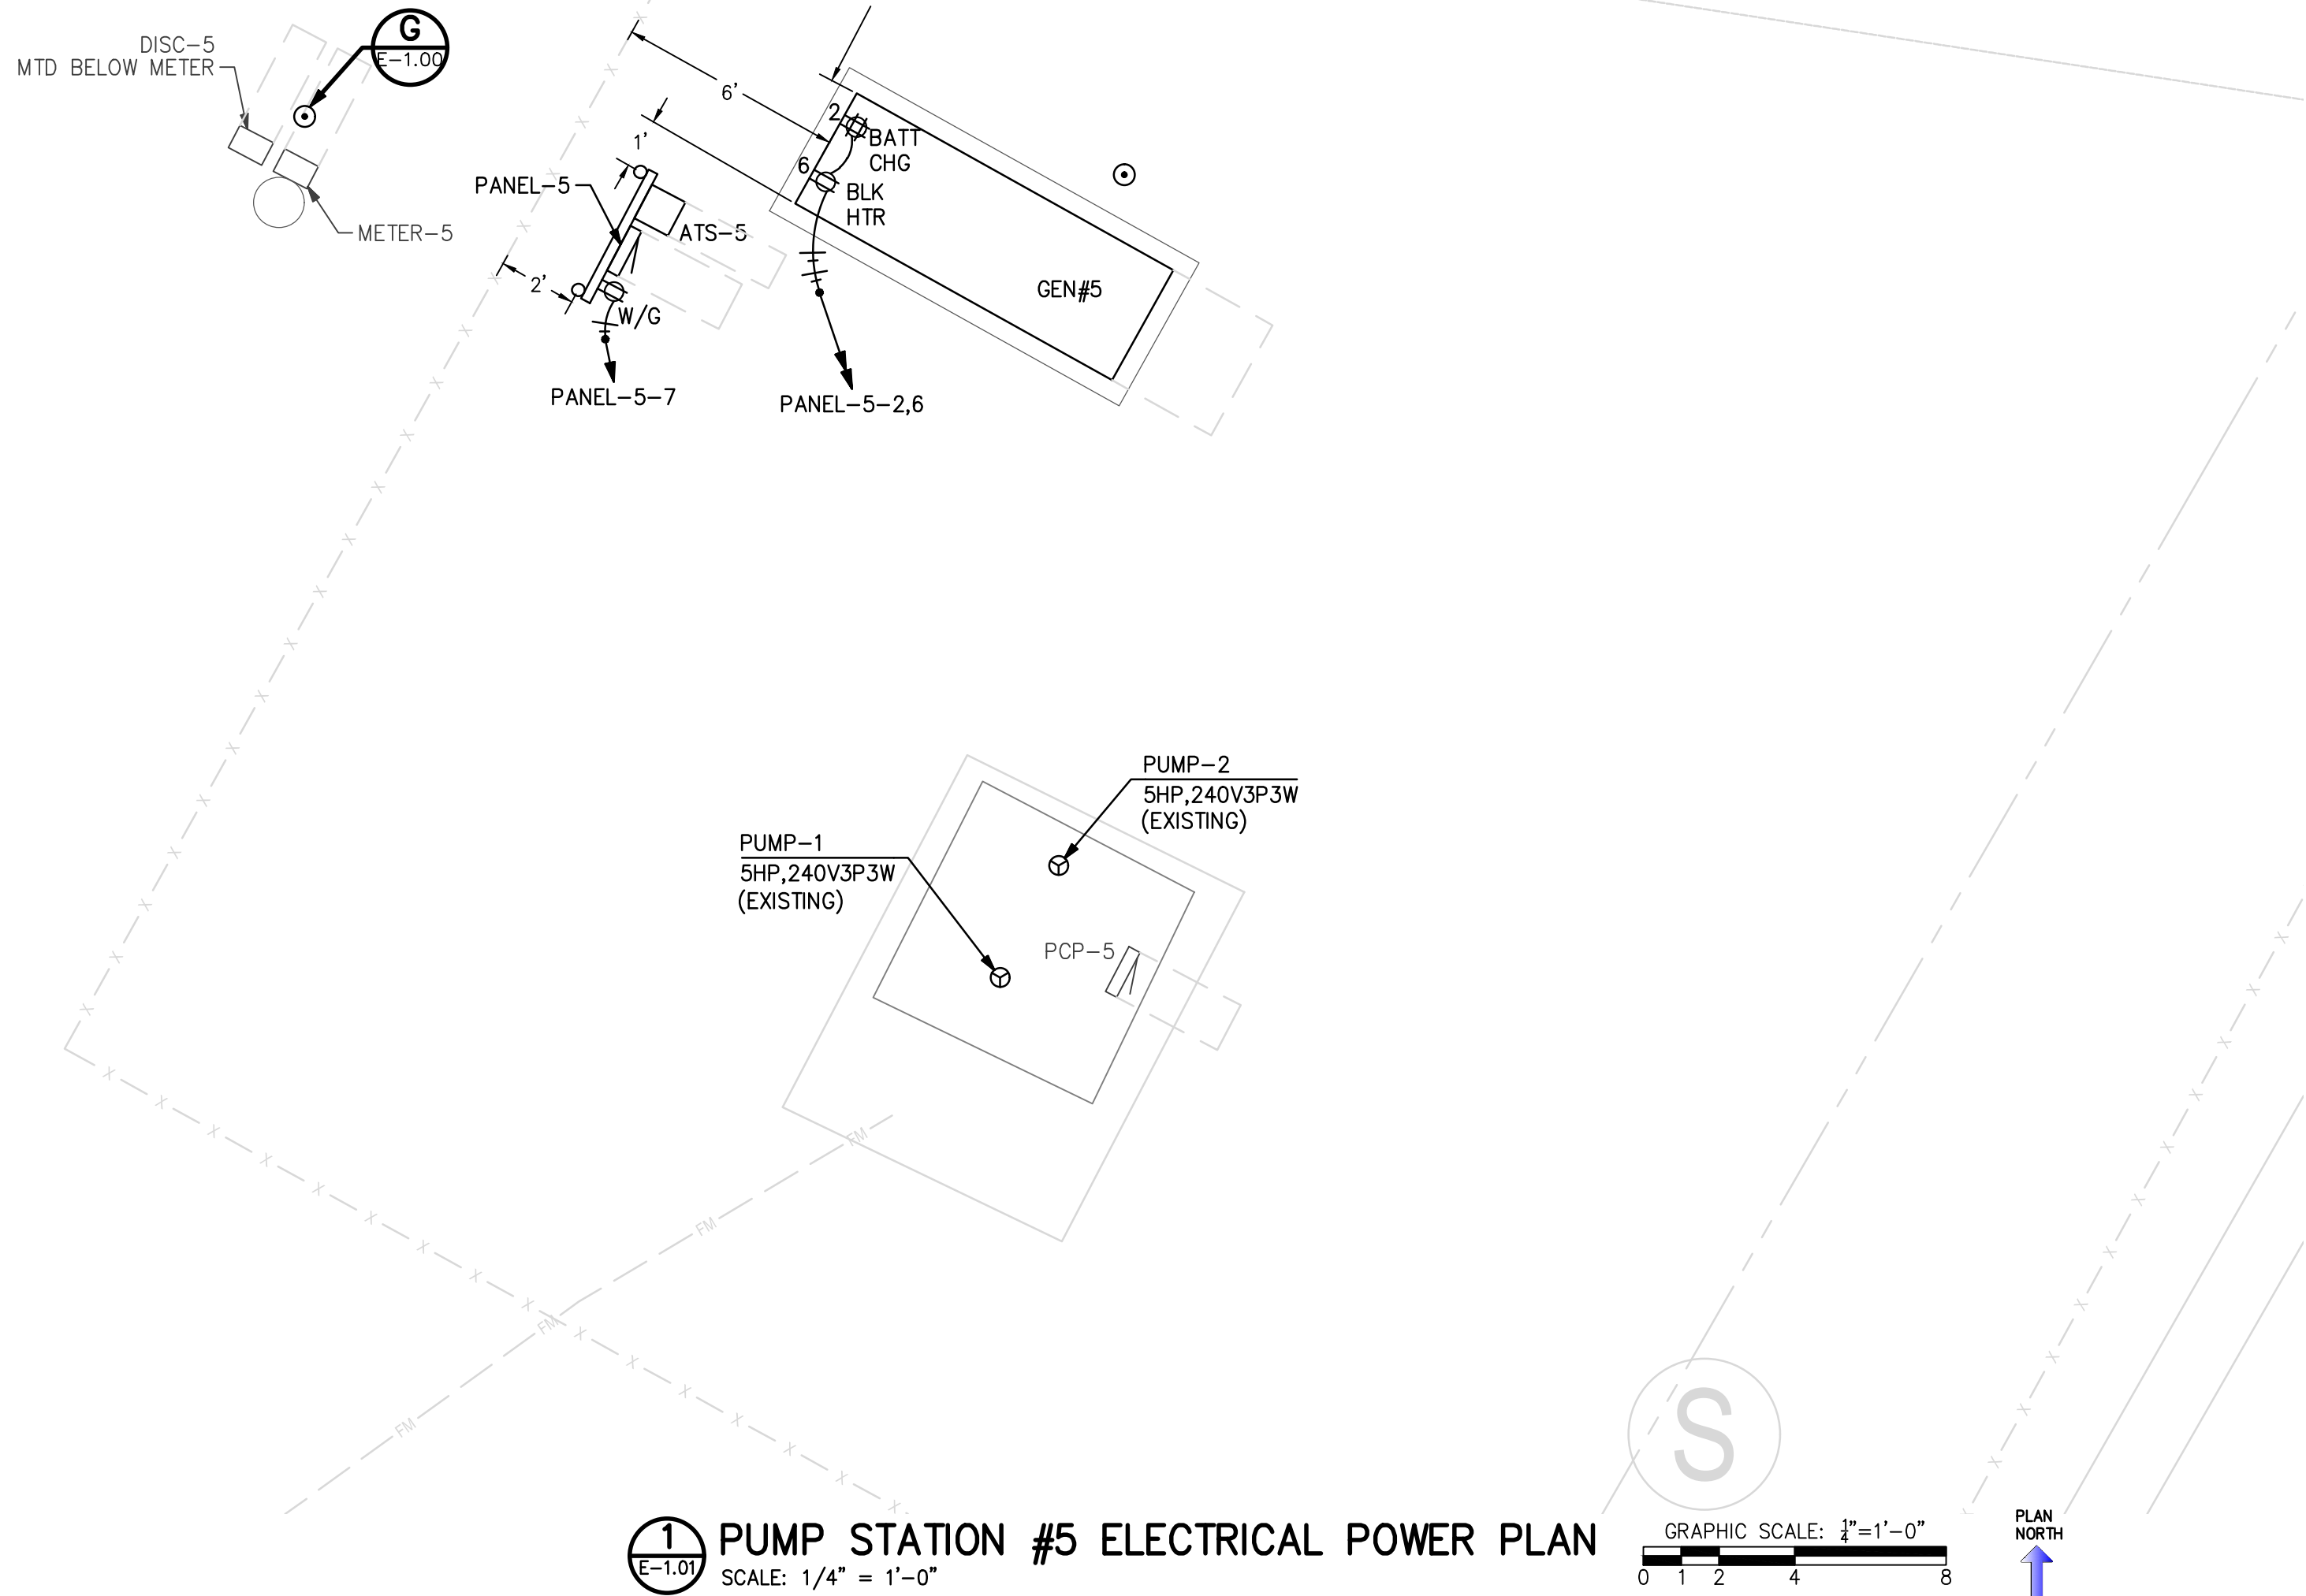 DISC-5
MTD BELOW METER
G
E-1.00
METER-5
6'
1'
2'
PANEL-5
ATS-5
W/G
PANEL-5-7
2
BATT
CHG
6
BLK
HTR
GEN#5
PANEL-5-2,6
PUMP-2
5HP,240V3P3W
(EXISTING)
PUMP-1
5HP,240V3P3W
(EXISTING)
PCP-5
FM
FM
FM
FM
S
1
E-1.01
PUMP STATION #5 ELECTRICAL POWER PLAN
SCALE: 1/4" = 1'-0"
GRAPHIC SCALE: 1/4"=1'-0"
0 1 2 4 8
PLAN
NORTH